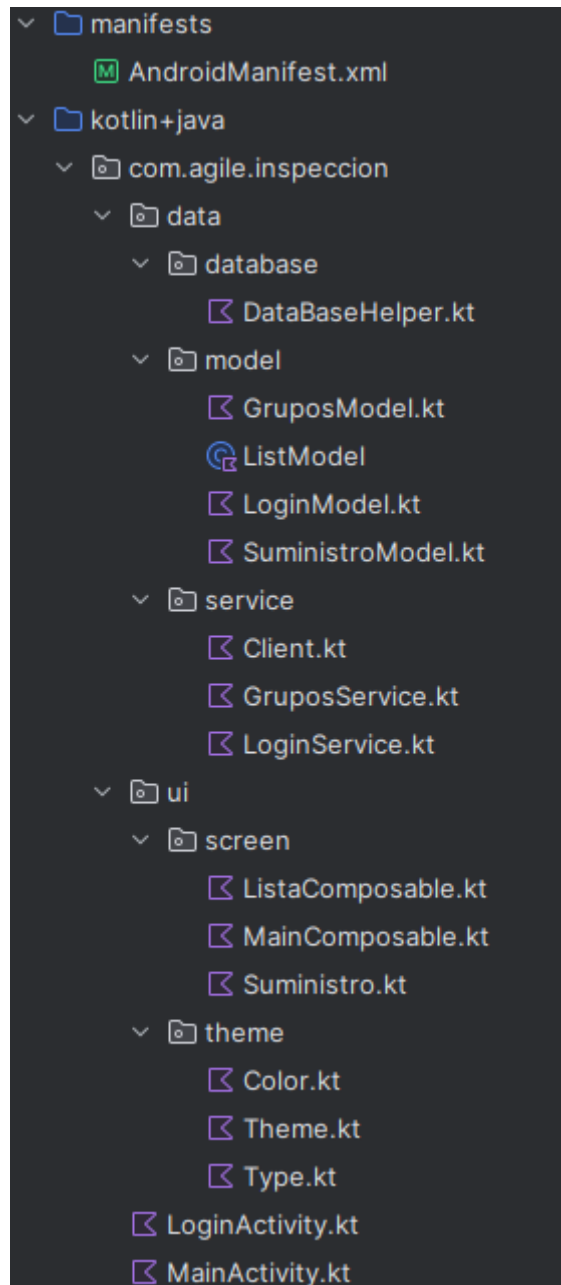 manifests
M AndroidManifest.xml
kotlin+java
com.agile.inspeccion
data
database
DataBaseHelper.kt
model
GruposModel.kt
ListModel
LoginModel.kt
SuministroModel.kt
service
Client.kt
GruposService.kt
LoginService.kt
ui
screen
ListaComposable.kt
MainComposable.kt
Suministro.kt
theme
Color.kt
Theme.kt
Type.kt
LoginActivity.kt
MainActivity.kt